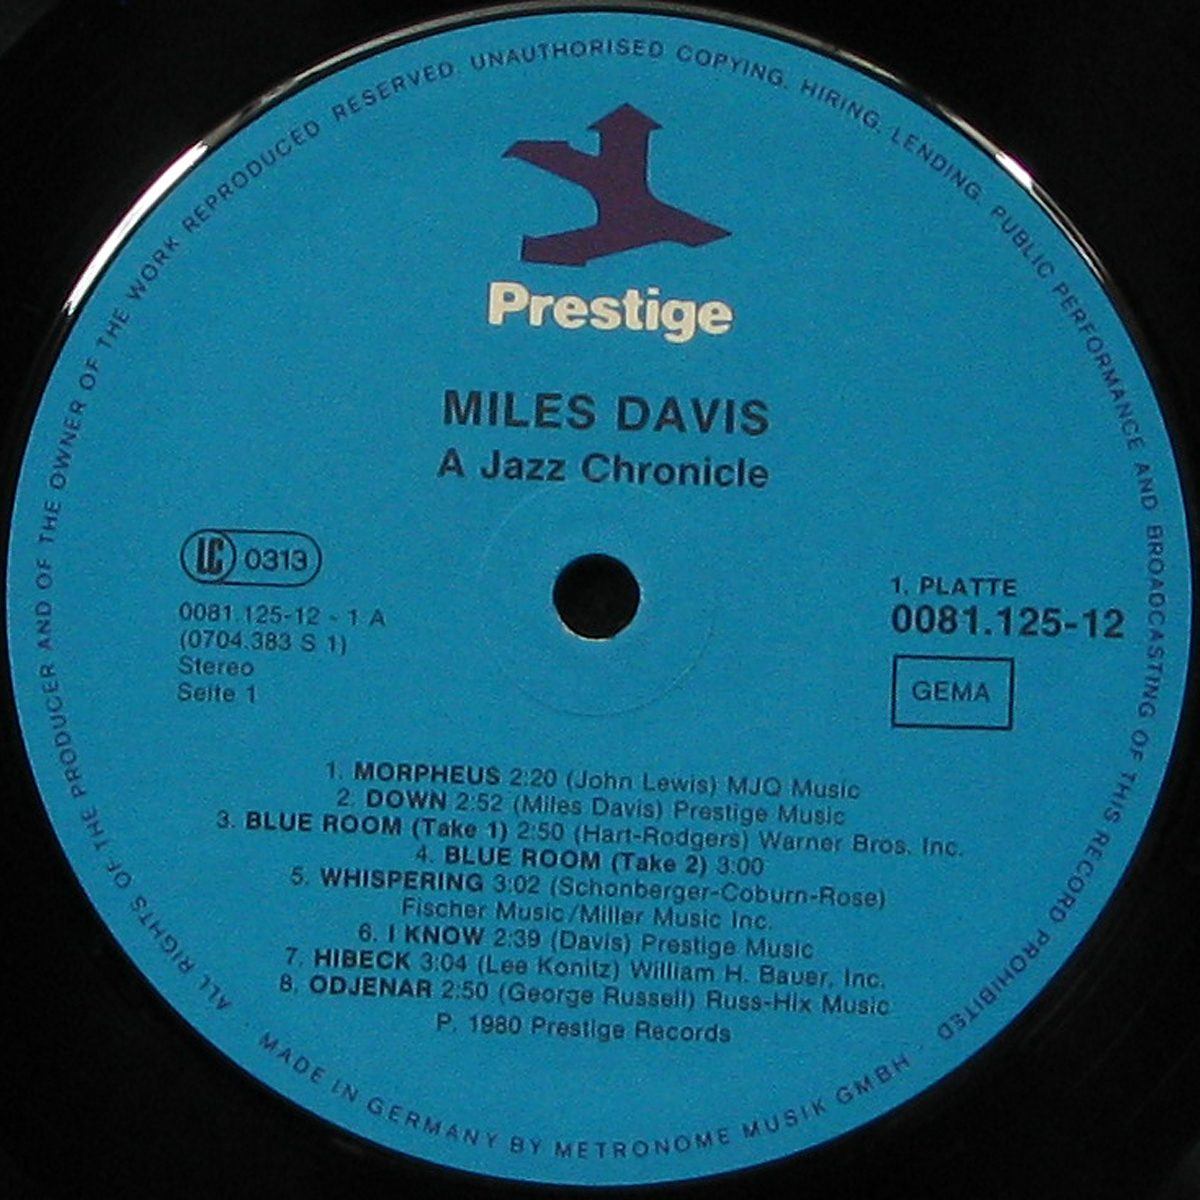 ALL RIGHTS OF THE PRODUCER AND OF THE OWNER OF THE WORK REPRODUCED RESERVED. UNAUTHORISED COPYING, HIRING, LENDING, PUBLIC PERFORMANCE AND BROADCASTING OF THIS RECORD PROHIBITED
Prestige
MILES DAVIS
A Jazz Chronicle
LC 0313
0081.125-12 - 1 A
(0704.383 S 1)
Stereo
Seite 1
1. PLATTE
0081.125-12
GEMA
1. MORPHEUS 2:20 (John Lewis) MJQ Music
2. DOWN 2:52 (Miles Davis) Prestige Music
3. BLUE ROOM (Take 1) 2:50 (Hart-Rodgers) Warner Bros. Inc.
4. BLUE ROOM (Take 2) 3:00
5. WHISPERING 3:02 (Schonberger-Coburn-Rose)
Fischer Music/Miller Music Inc.
6. I KNOW 2:39 (Davis) Prestige Music
7. HIBECK 3:04 (Lee Konitz) William H. Bauer, Inc.
8. ODJENAR 2:50 (George Russell) Russ-Hix Music
P. 1980 Prestige Records
· MADE IN GERMANY BY METRONOME MUSIK GMBH ·